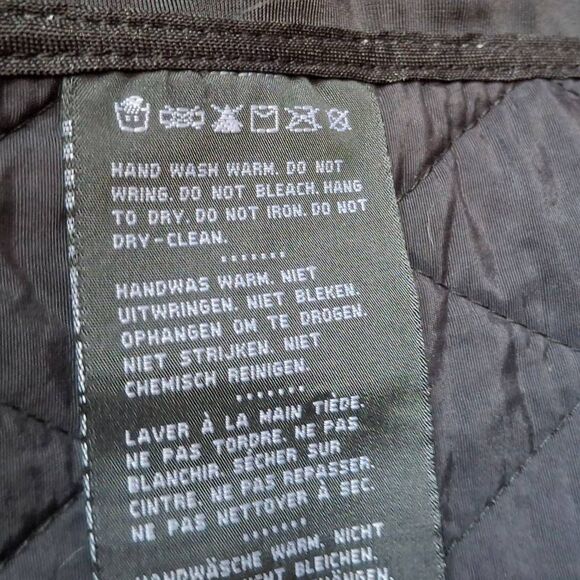 HAND WASH WARM. DO NOT
WRING. DO NOT BLEACH. HANG
TO DRY. DO NOT IRON. DO NOT
DRY-CLEAN.
.......
HANDWAS WARM. NIET
UITWRINGEN. NIET BLEKEN.
OPHANGEN OM TE DROGEN.
NIET STRIJKEN. NIET
CHEMISCH REINIGEN.
.......
LAVER À LA MAIN TIÈDE.
NE PAS TORDRE. NE PAS
BLANCHIR. SÉCHER SUR
CINTRE. NE PAS REPASSER.
NE PAS NETTOYER À SEC.
.......
HANDWÄSCHE WARM. NICHT
NICHT BLEICHEN.